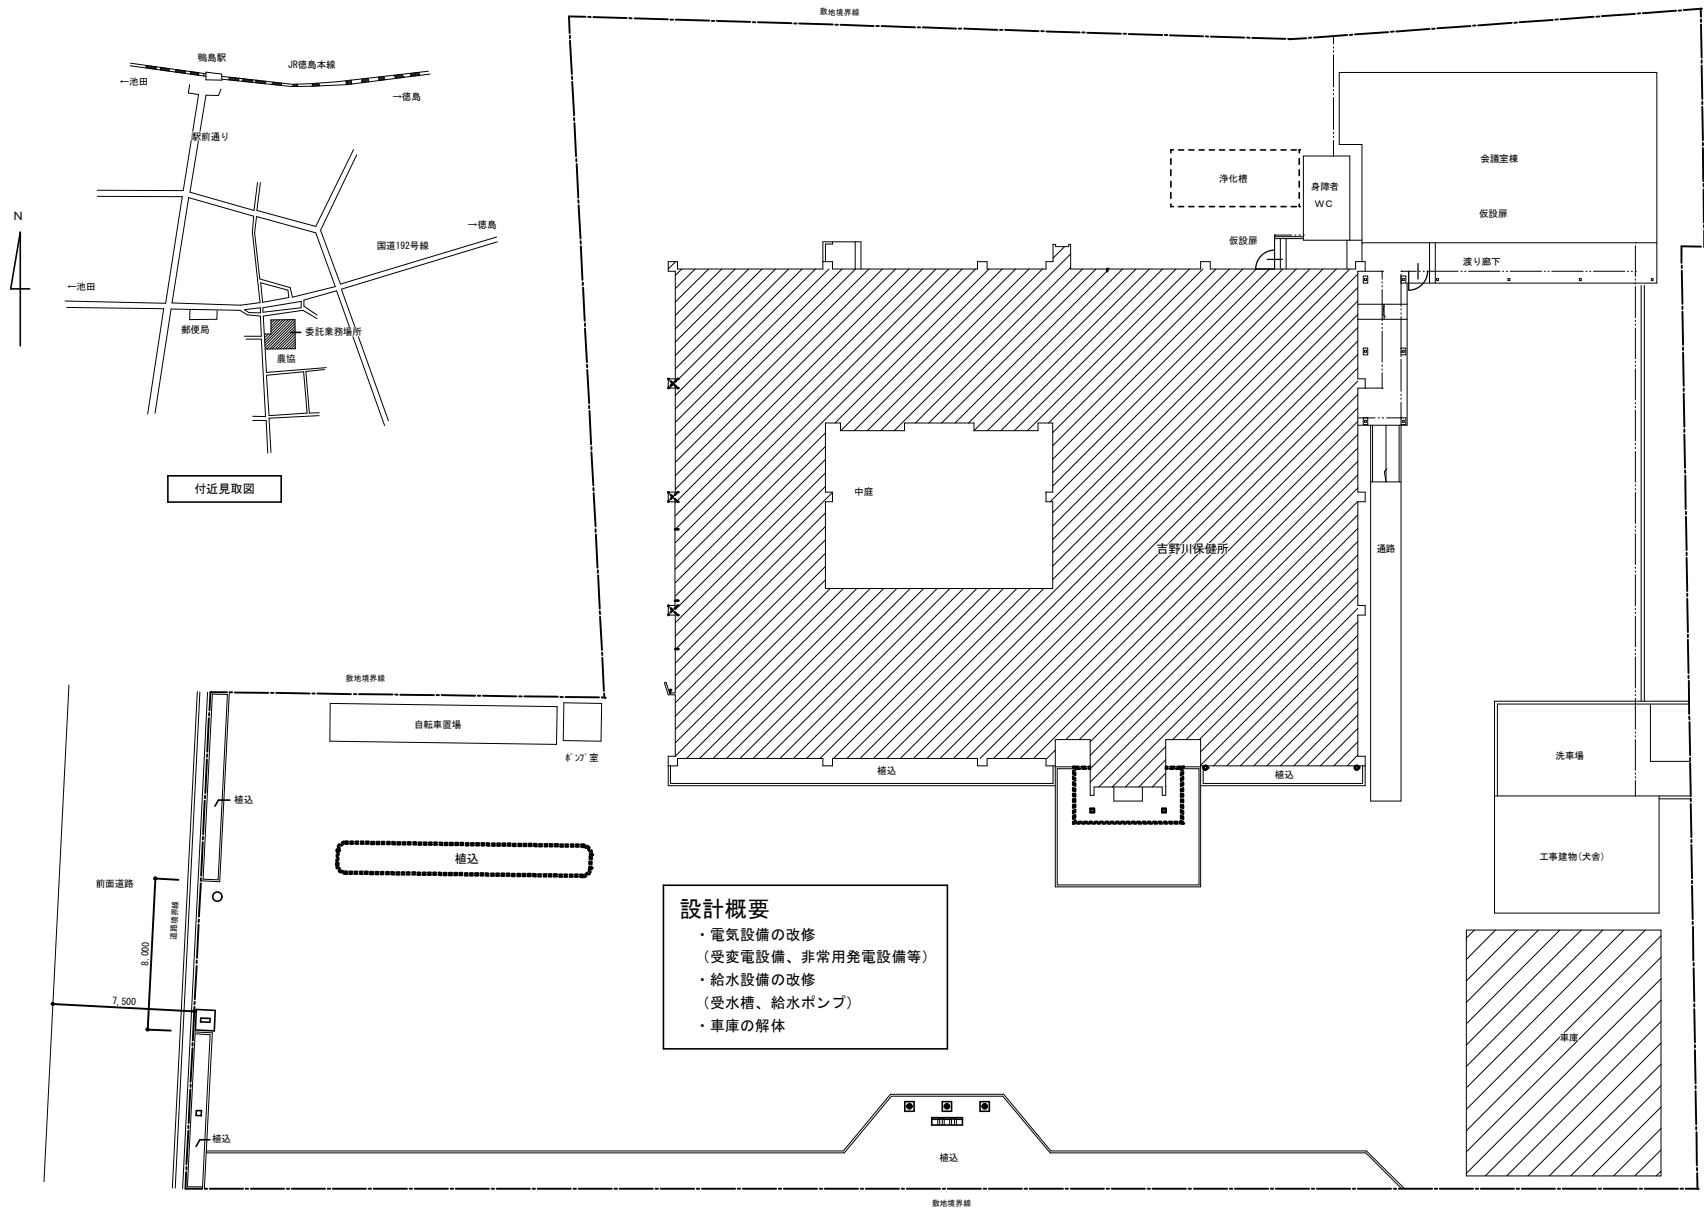 敷地境界線
鴨島駅
JR徳島本線
←池田
→徳島
駅前通り
N
→徳島
国道192号線
←池田
郵便局
委託業務場所
農協
付近見取図
会議室棟
浄化槽
身障者
WC
仮設扉
仮設扉
渡り廊下
中庭
吉野川保健所
通路
敷地境界線
自転車置場
ポンプ室
植込
植込
植込
植込
洗車場
前面道路
道路境界線
8,000
7,500
工事建物(犬舎)
設計概要
・電気設備の改修
(受変電設備、非常用発電設備等)
・給水設備の改修
(受水槽、給水ポンプ)
・車庫の解体
車庫
植込
植込
敷地境界線